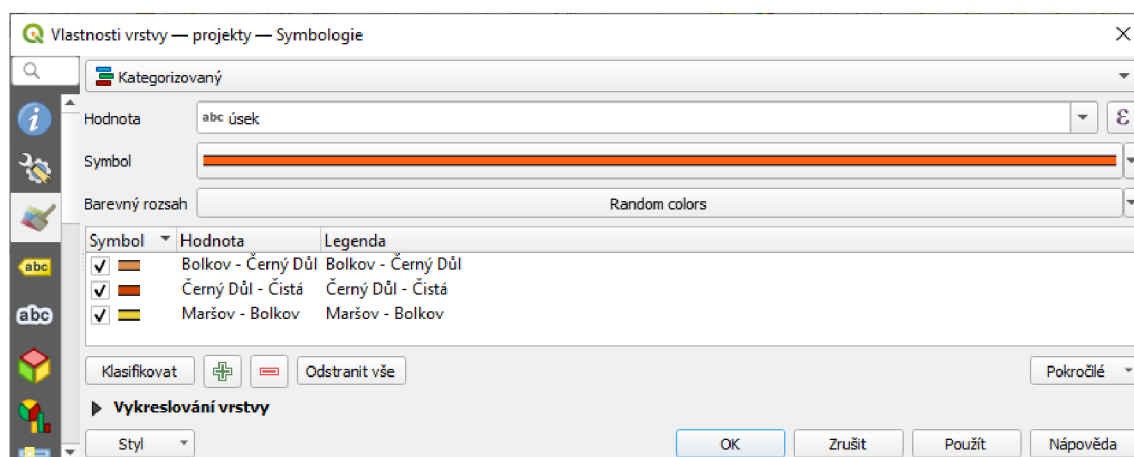 Vlastnosti vrstvy — projekty — Symbologie
Kategorizovaný
Hodnota abc úsek ε
Symbol
Barevný rozsah Random colors
Symbol Hodnota Legenda
Bolkov - Černý Důl Bolkov - Černý Důl
Černý Důl - Čistá Černý Důl - Čistá
Maršov - Bolkov Maršov - Bolkov
abc
abc
Klasifikovat Odstranit vše Pokročilé
Vykreslování vrstvy
Styl OK Zrušit Použít Nápověda